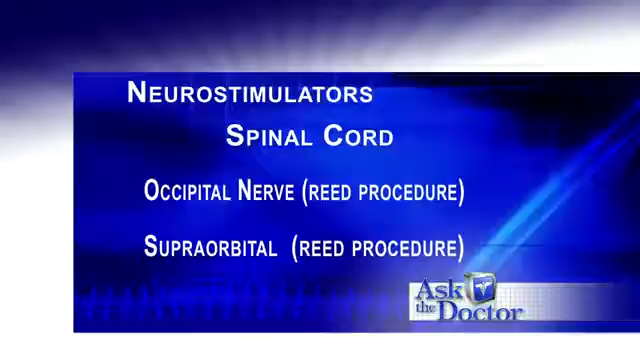 NEUROSTIMULATORS
SPINAL CORD
OCCIPITAL NERVE (REED PROCEDURE)
SUPRAORBITAL (REED PROCEDURE)
Ask
the Doctor